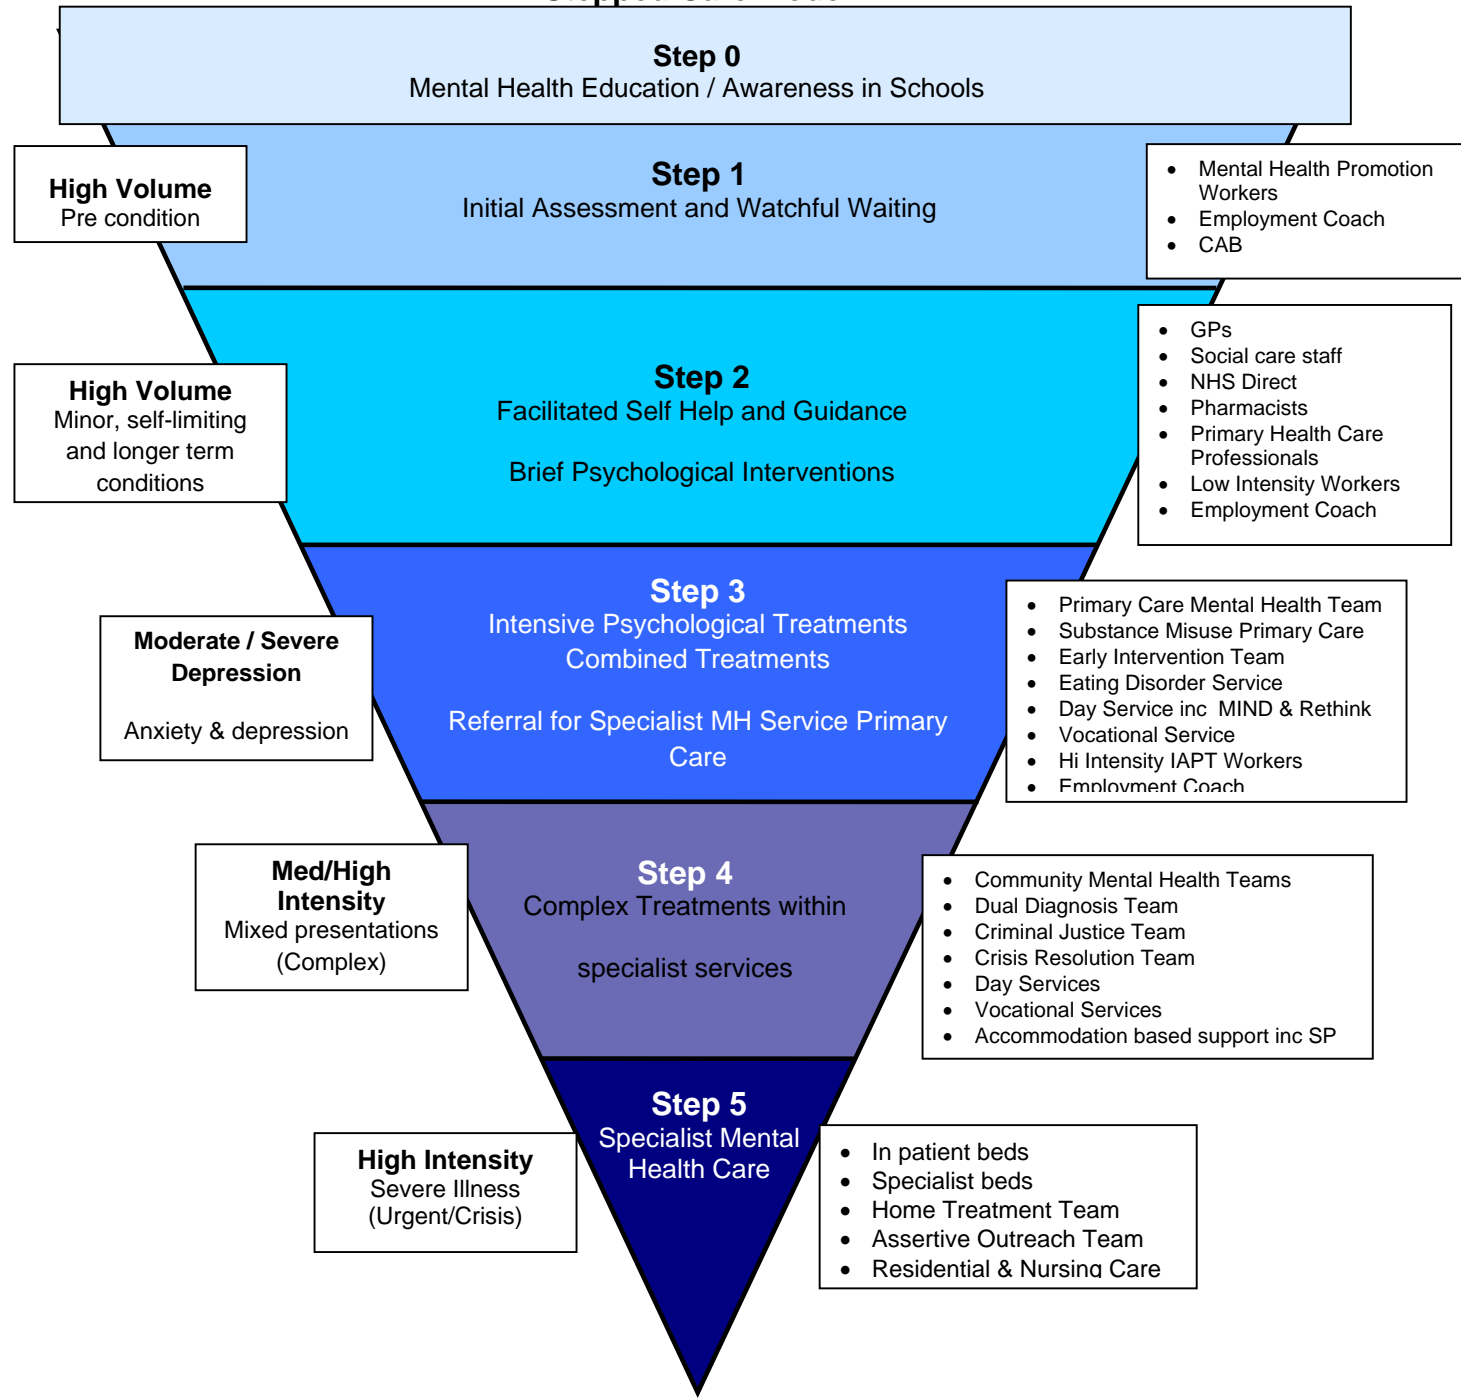 Step 0
Mental Health Education / Awareness in Schools
High Volume
Pre condition
Step 1
Initial Assessment and Watchful Waiting
• Mental Health Promotion
Workers
• Employment Coach
• CAB
High Volume
Minor, self-limiting
and longer term
conditions
Step 2
Facilitated Self Help and Guidance
Brief Psychological Interventions
• GPs
• Social care staff
• NHS Direct
• Pharmacists
• Primary Health Care
Professionals
• Low Intensity Workers
• Employment Coach
Moderate / Severe
Depression
Anxiety & depression
Step 3
Intensive Psychological Treatments
Combined Treatments
Referral for Specialist MH Service Primary
Care
• Primary Care Mental Health Team
• Substance Misuse Primary Care
• Early Intervention Team
• Eating Disorder Service
• Day Service inc MIND & Rethink
• Vocational Service
• Hi Intensity IAPT Workers
• Employment Coach
Med/High
Intensity
Mixed presentations
(Complex)
Step 4
Complex Treatments within
specialist services
• Community Mental Health Teams
• Dual Diagnosis Team
• Criminal Justice Team
• Crisis Resolution Team
• Day Services
• Vocational Services
• Accommodation based support inc SP
High Intensity
Severe Illness
(Urgent/Crisis)
Step 5
Specialist Mental
Health Care
• In patient beds
• Specialist beds
• Home Treatment Team
• Assertive Outreach Team
• Residential & Nursing Care